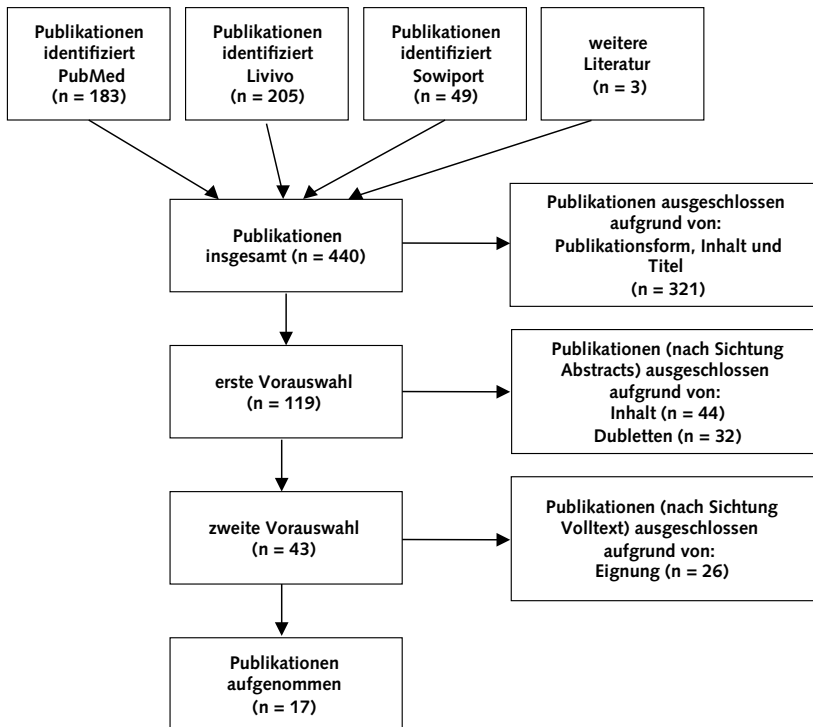 Publikationen
identifiziert
PubMed
(n = 183)
Publikationen
identifiziert
Livivo
(n = 205)
Publikationen
identifiziert
Sowiport
(n = 49)
weitere
Literatur
(n = 3)
Publikationen
insgesamt (n = 440)
Publikationen ausgeschlossen
aufgrund von:
Publikationsform, Inhalt und
Titel
(n = 321)
erste Vorauswahl
(n = 119)
Publikationen (nach Sichtung
Abstracts) ausgeschlossen
aufgrund von:
Inhalt (n = 44)
Dubletten (n = 32)
zweite Vorauswahl
(n = 43)
Publikationen (nach Sichtung
Volltext) ausgeschlossen
aufgrund von:
Eignung (n = 26)
Publikationen
aufgenommen
(n = 17)